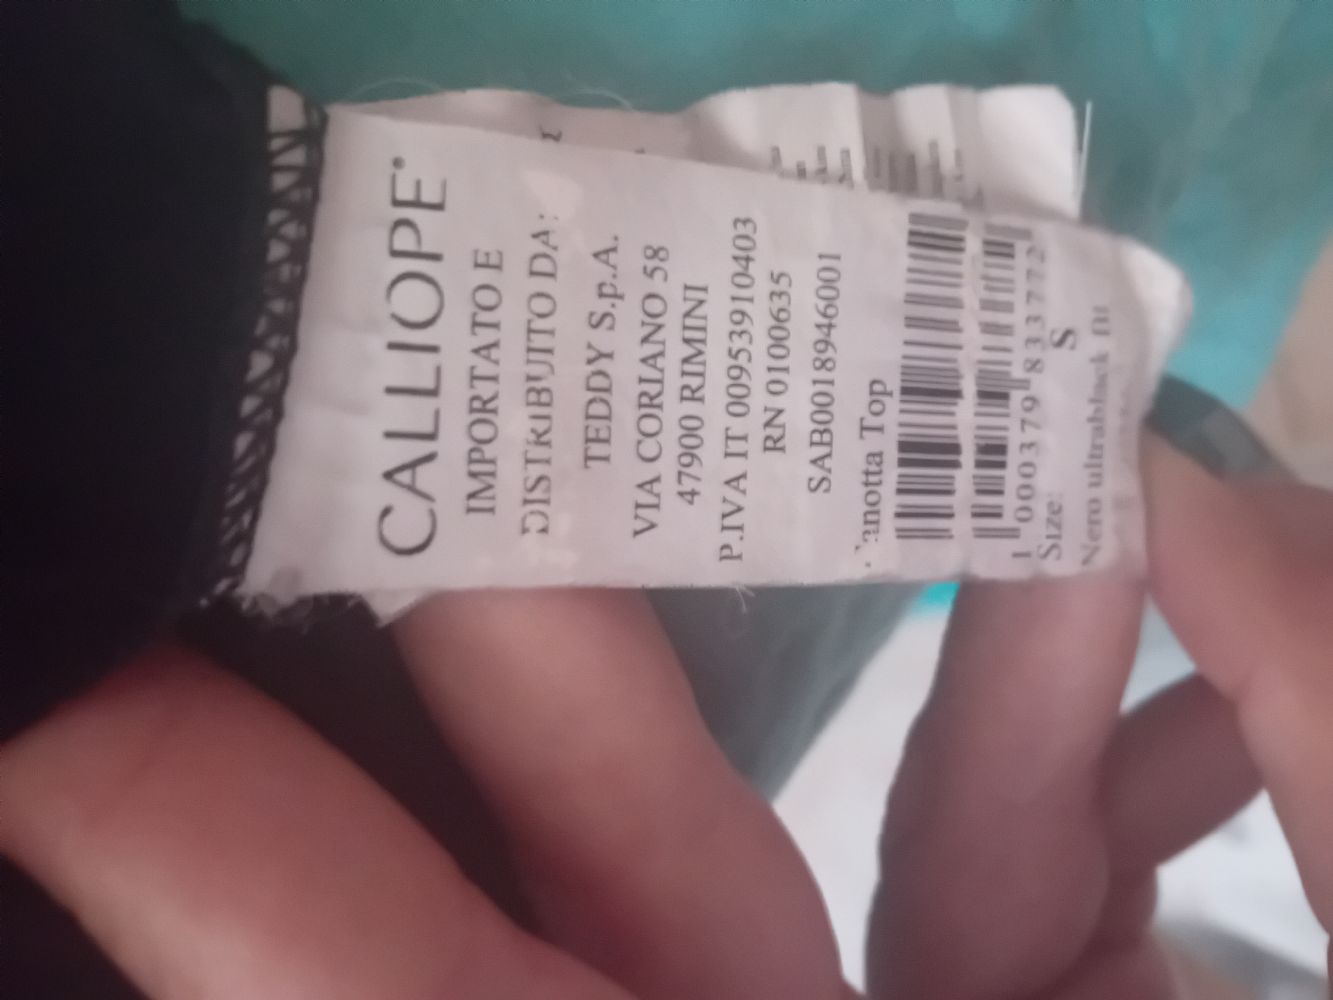 CALLIOPE
IMPORTATO E
DISTRIBUITO DA:
TEDDY S.p.A.
VIA CORIANO 58
47900 RIMINI
P.IVA IT 00953910403
RN 0100635
SAB0018946001
Top
1 000379 833772
Size:
S
Nero ultrablack